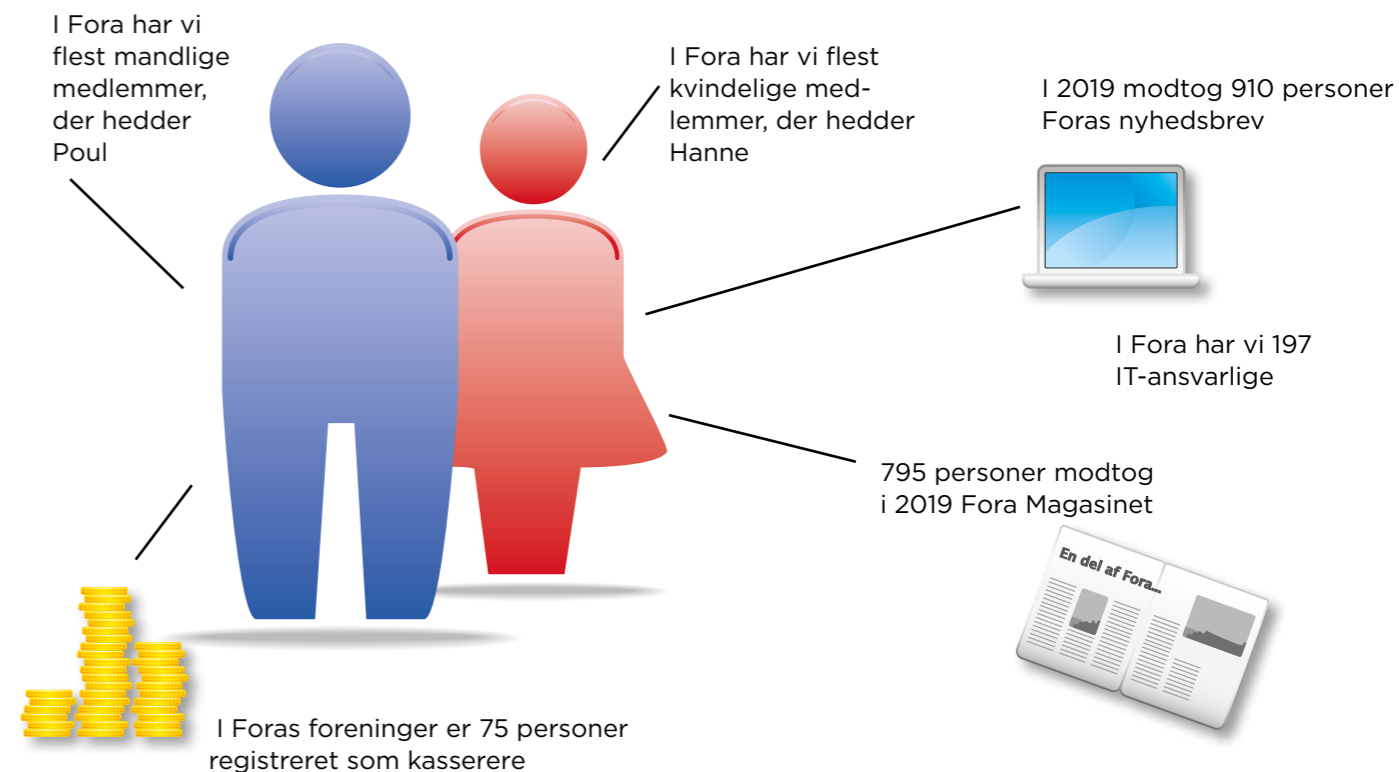 I Fora har vi
flest mandlige
medlemmer,
der hedder
Poul
I Fora har vi flest
kvindelige med-
lemmer, der hedder
Hanne
I 2019 modtog 910 personer
Foras nyhedsbrev
I Fora har vi 197
IT-ansvarlige
795 personer modtog
i 2019 Fora Magasinet
En del af Fora...
I Foras foreninger er 75 personer
registreret som kasserere